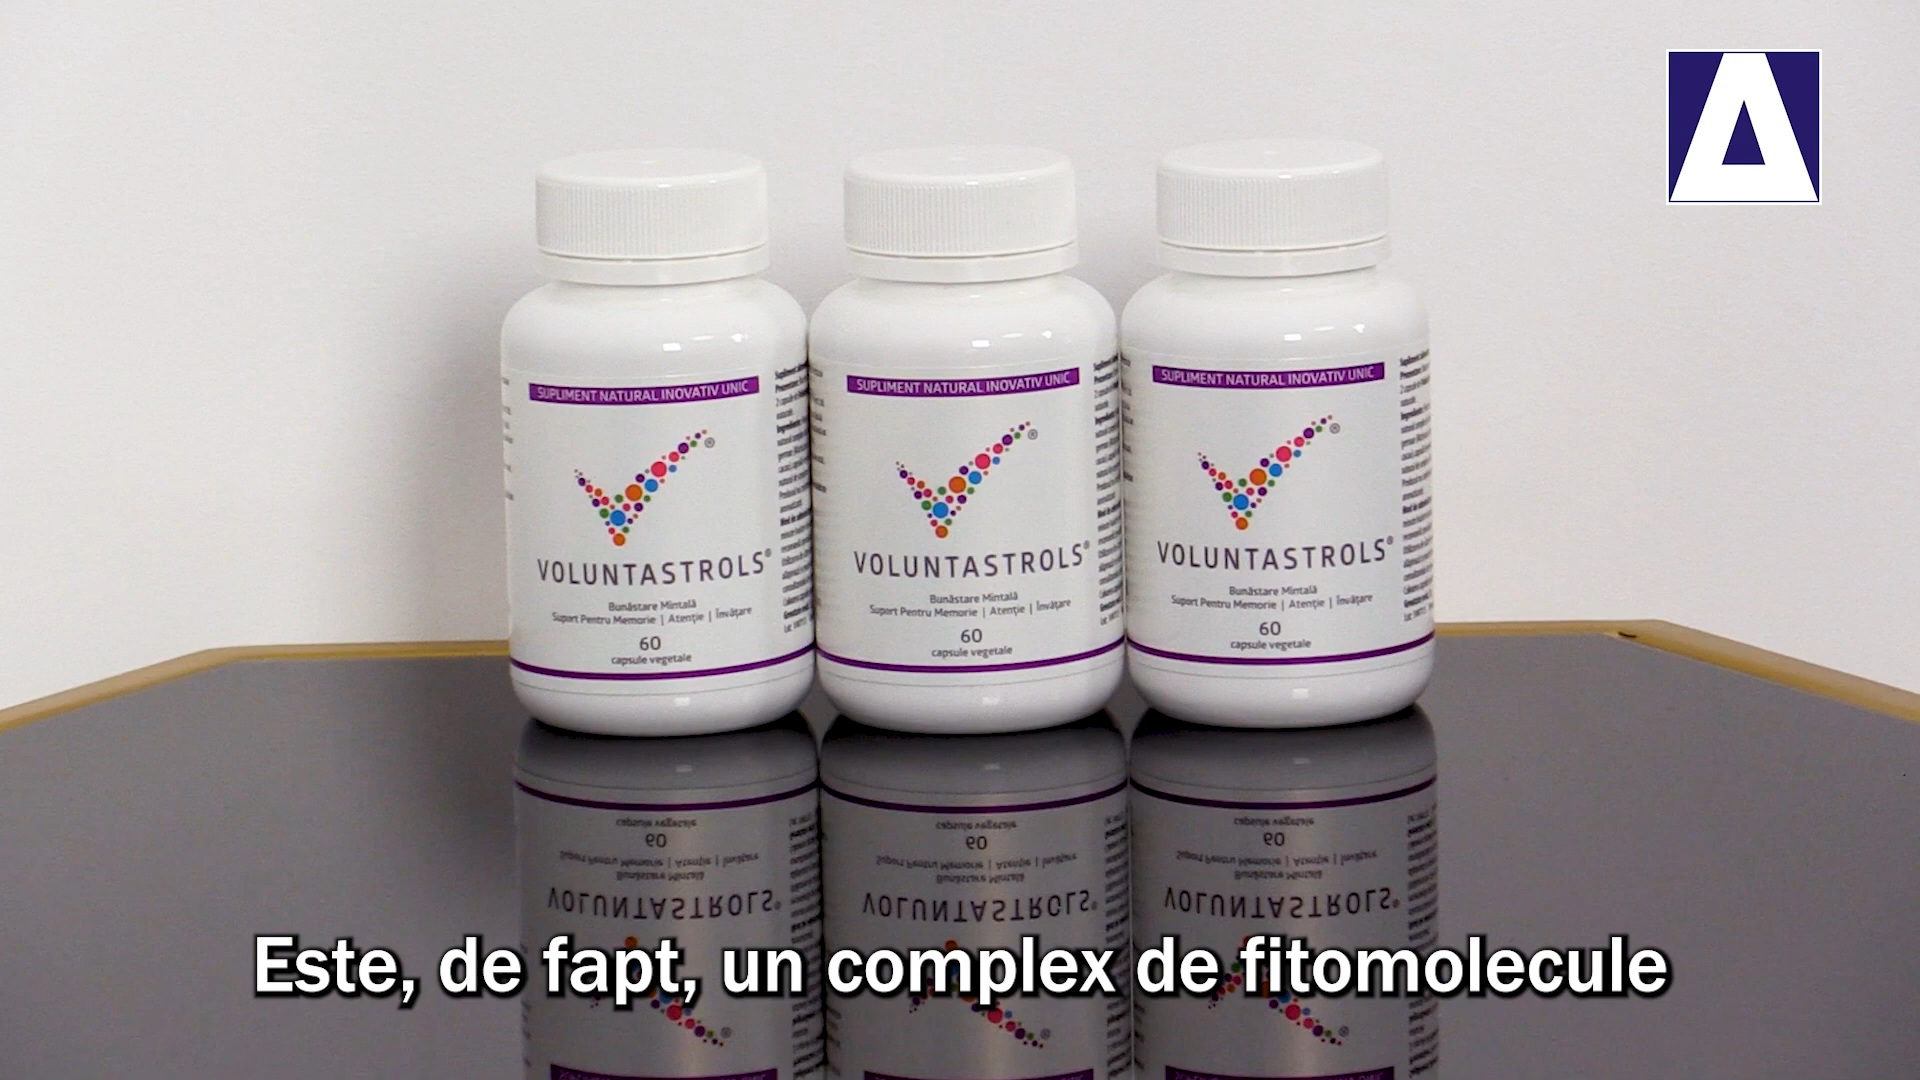 SUPLIMENT NATURAL INOVATIV UNIC
VOLUNTASTROLS®
Bunăstare Mintală
Suport Pentru Memorie | Atenție | Învățare
60
capsule vegetale
SUPLIMENT NATURAL INOVATIV UNIC
VOLUNTASTROLS®
Bunăstare Mintală
Suport Pentru Memorie | Atenție | Învățare
60
capsule vegetale
SUPLIMENT NATURAL INOVATIV UNIC
VOLUNTASTROLS®
Bunăstare Mintală
Suport Pentru Memorie | Atenție | Învățare
60
capsule vegetale
Este, de fapt, un complex de fitomolecule